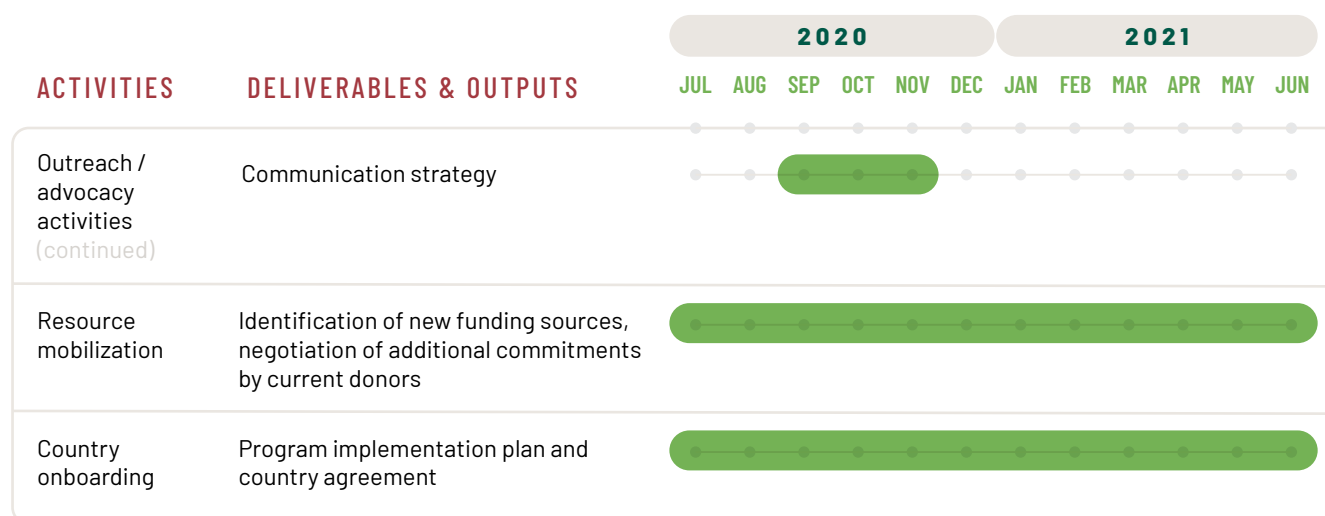 2020 2021
ACTIVITIES DELIVERABLES & OUTPUTS JUL AUG SEP OCT NOV DEC JAN FEB MAR APR MAY JUN
Outreach /
advocacy
activities
(continued)
Communication strategy
Resource
mobilization
Identification of new funding sources,
negotiation of additional commitments
by current donors
Country
onboarding
Program implementation plan and
country agreement